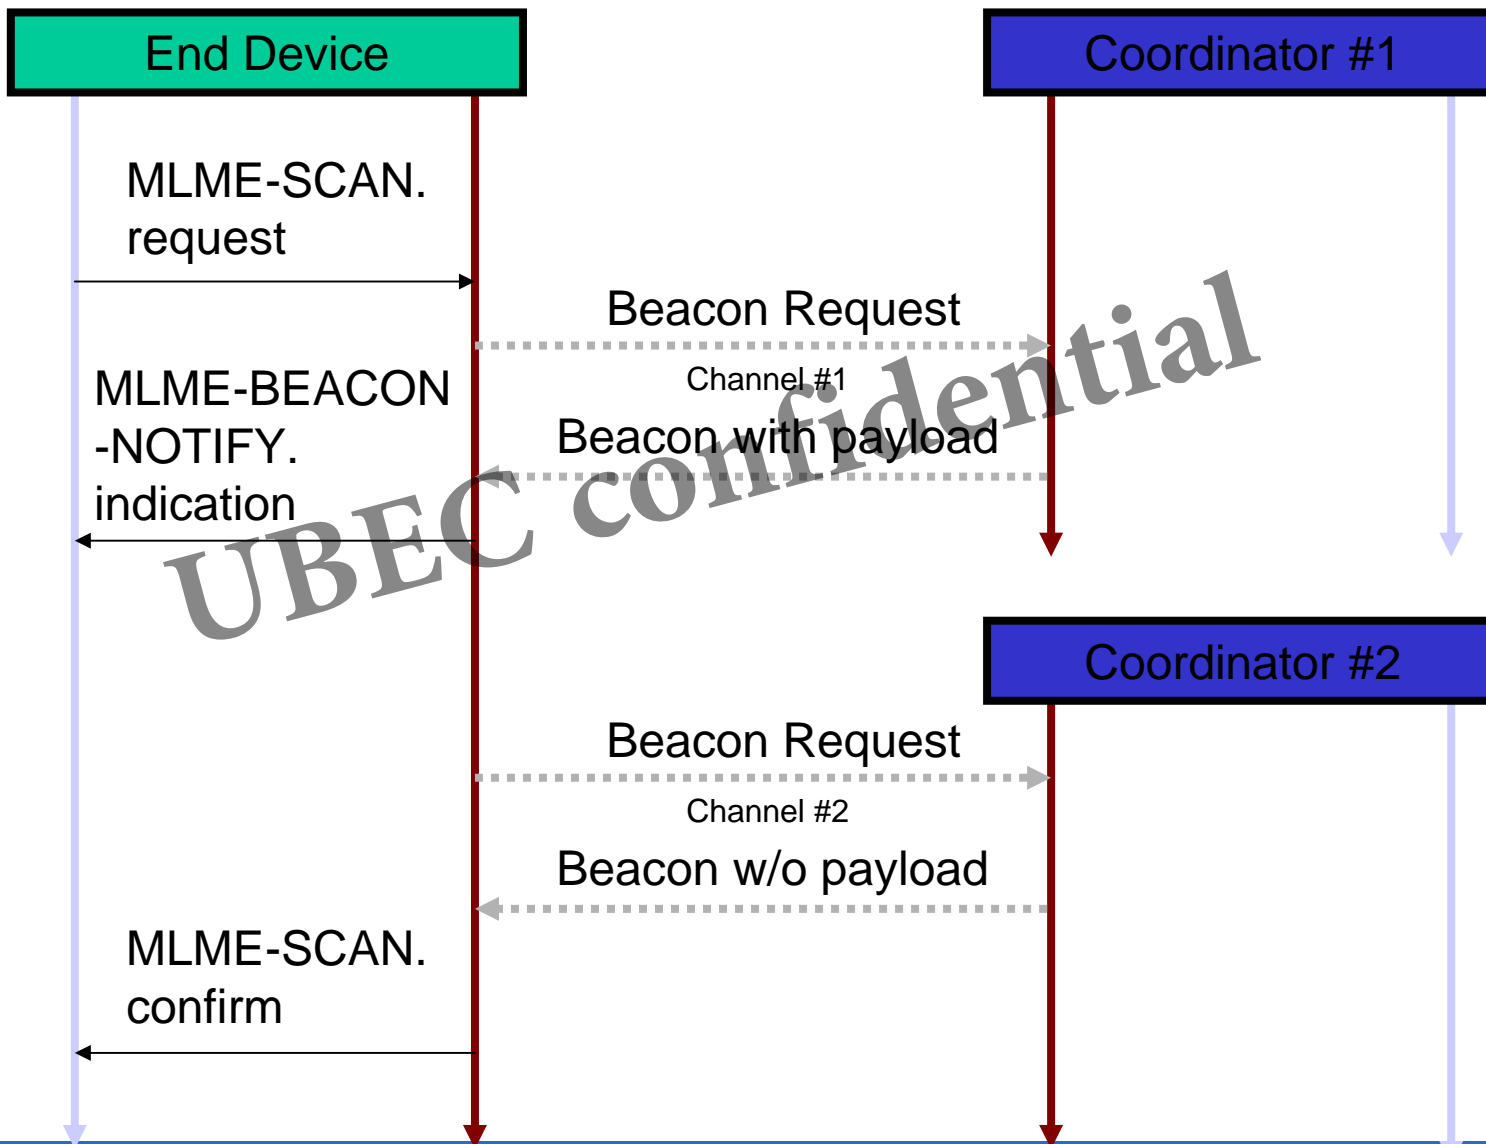 End Device
Coordinator #1
MLME-SCAN.
request
Beacon Request
Channel #1
MLME-BEACON
-NOTIFY.
indication
Beacon with payload
UBEC confidential
Coordinator #2
Beacon Request
Channel #2
Beacon w/o payload
MLME-SCAN.
confirm